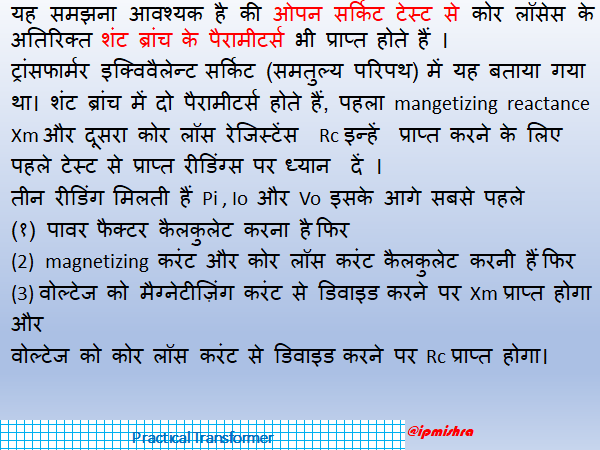 यह समझना आवश्यक है की ओपन सर्किट टेस्ट से कोर लॉसेस के
अतिरिक्त शंट ब्रांच के पैरामीटर्स भी प्राप्त होते हैं ।
ट्रांसफार्मर इक्विवैलेन्ट सर्किट (समतुल्य परिपथ) में यह बताया गया
था। शंट ब्रांच में दो पैरामीटर्स होते हैं, पहला mangetizing reactance
Xm और दूसरा कोर लॉस रेजिस्टेंस Rc इन्हें प्राप्त करने के लिए
पहले टेस्ट से प्राप्त रीडिंग्स पर ध्यान दें ।
तीन रीडिंग मिलती हैं Pi , Io और Vo इसके आगे सबसे पहले
(१) पावर फैक्टर कैलकुलेट करना है फिर
(2) magnetizing करंट और कोर लॉस करंट कैलकुलेट करनी हैं फिर
(3) वोल्टेज को मैग्नेटीज़िंग करंट से डिवाइड करने पर Xm प्राप्त होगा
और
वोल्टेज को कोर लॉस करंट से डिवाइड करने पर Rc प्राप्त होगा।
Practical Transformer
@ipmishra